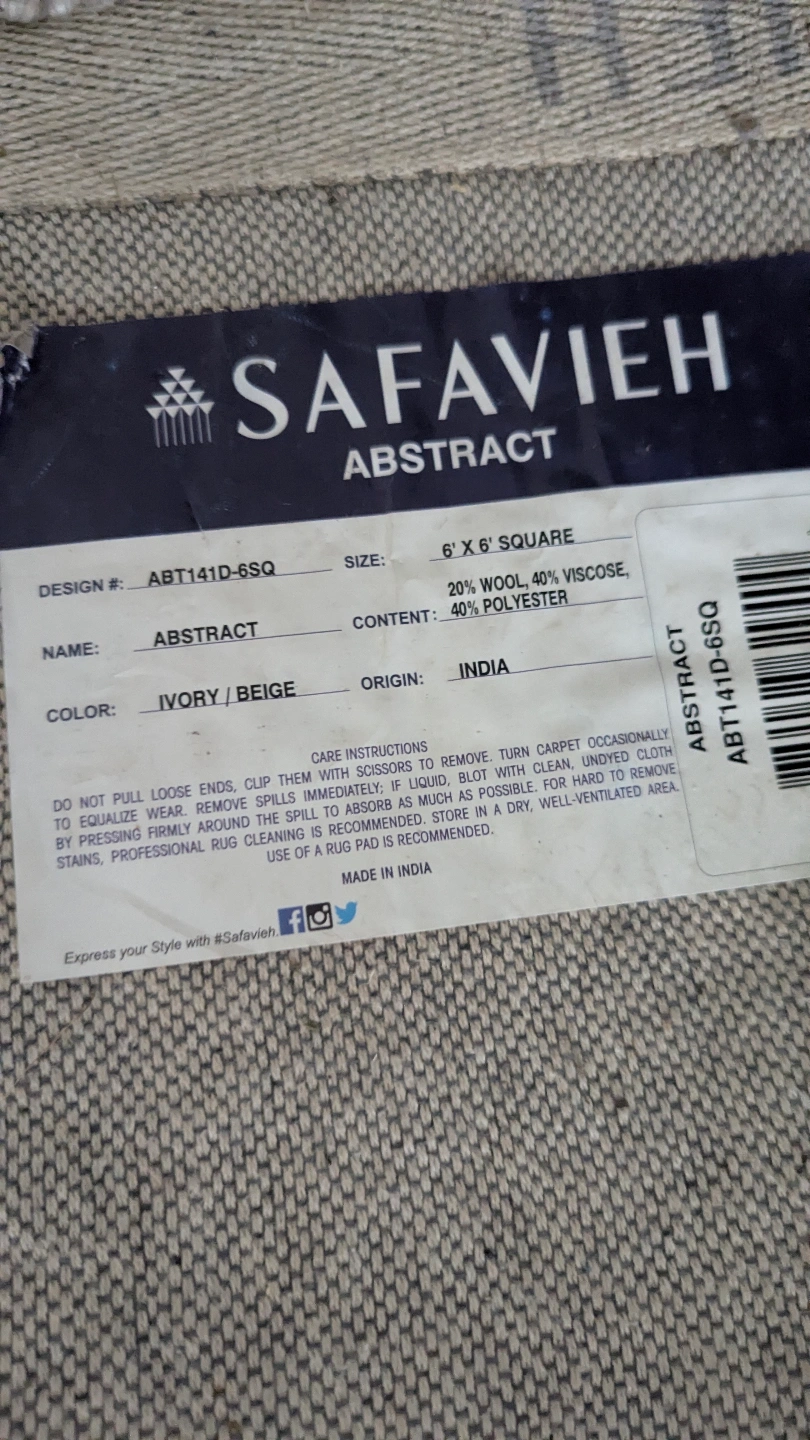 SAFAVIEH
ABSTRACT
DESIGN #: ABT141D-6SQ
SIZE: 6' X 6' SQUARE
NAME: ABSTRACT
CONTENT: 20% WOOL, 40% VISCOSE,
40% POLYESTER
COLOR: IVORY / BEIGE
ORIGIN: INDIA
CARE INSTRUCTIONS
DO NOT PULL LOOSE ENDS, CLIP THEM WITH SCISSORS TO REMOVE. TURN CARPET OCCASIONALLY
TO EQUALIZE WEAR. REMOVE SPILLS IMMEDIATELY; IF LIQUID, BLOT WITH CLEAN, UNDYED CLOTH
BY PRESSING FIRMLY AROUND THE SPILL TO ABSORB AS MUCH AS POSSIBLE. FOR HARD TO REMOVE
STAINS, PROFESSIONAL RUG CLEANING IS RECOMMENDED. STORE IN A DRY, WELL-VENTILATED AREA.
USE OF A RUG PAD IS RECOMMENDED.
MADE IN INDIA
Express your Style with #Safavieh.
ABSTRACT
ABT141D-6SQ